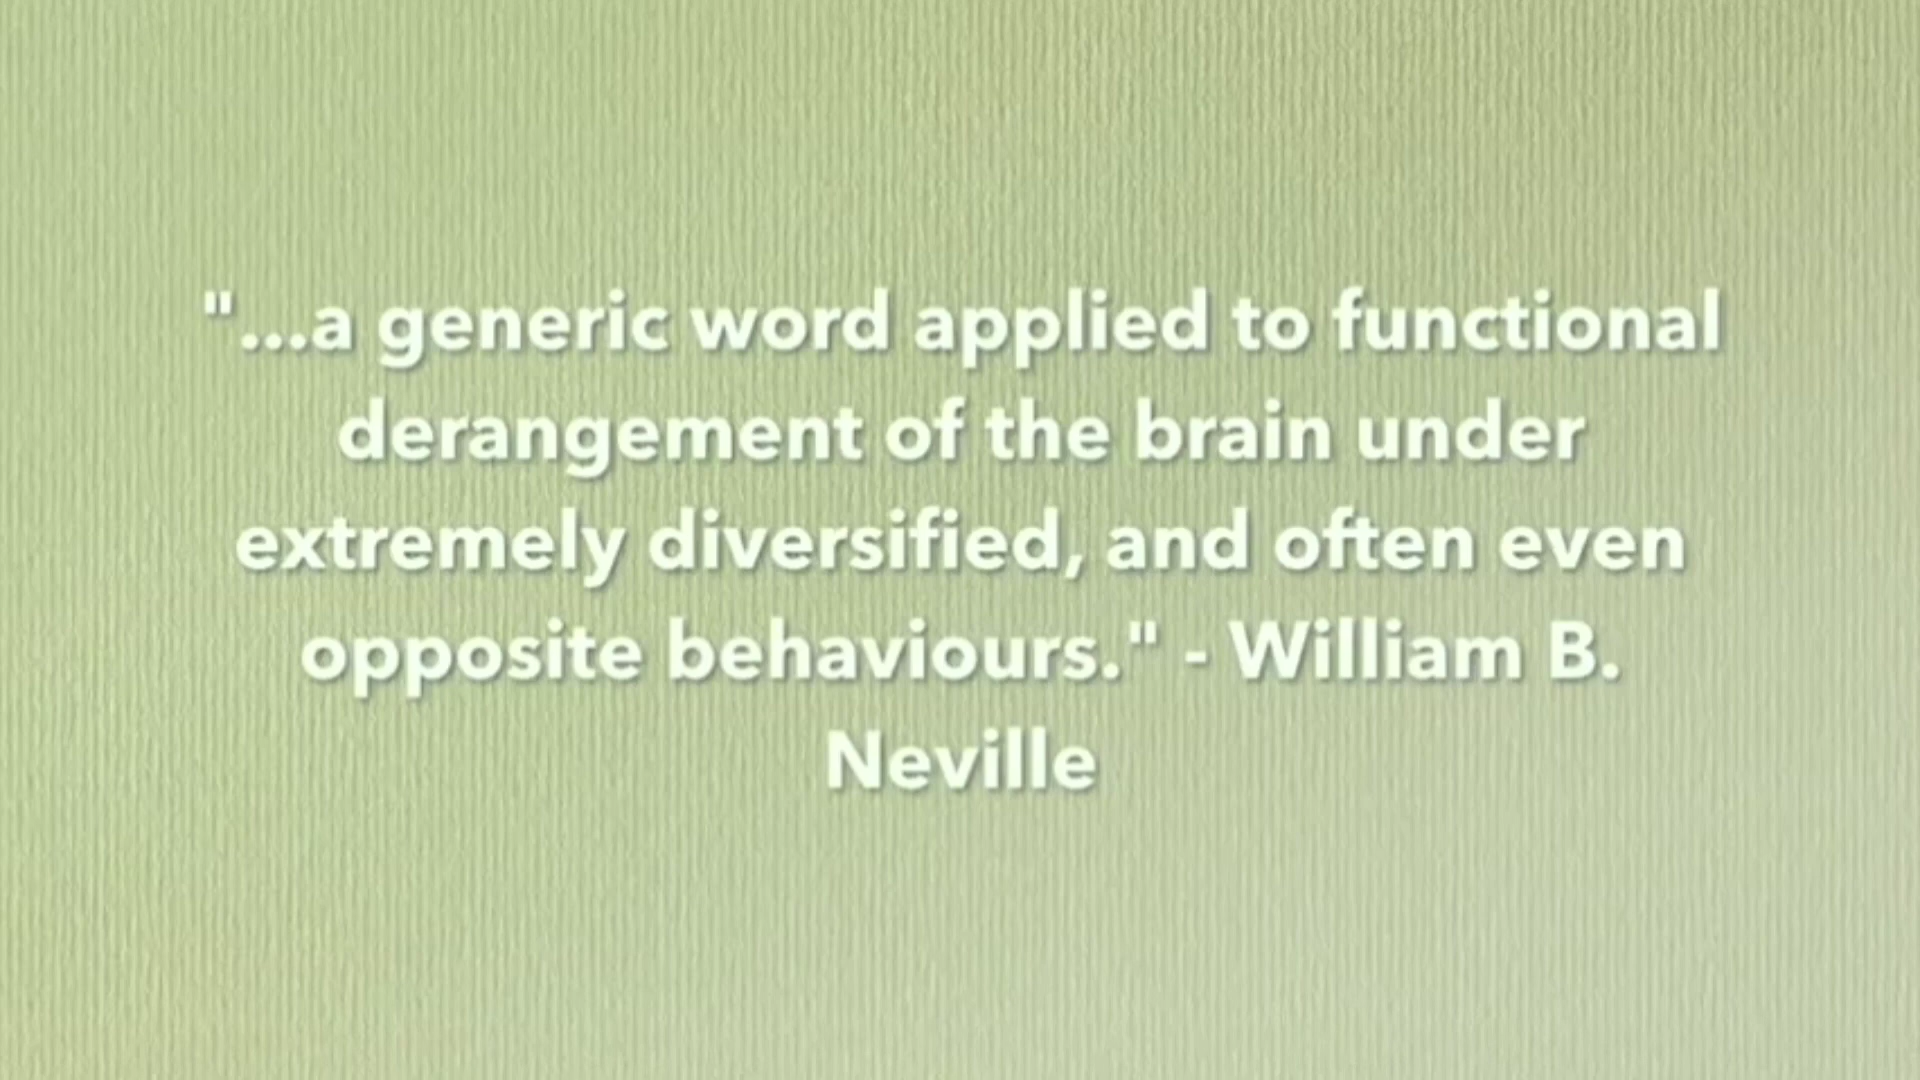 "...a generic word applied to functional
derangement of the brain under
extremely diversified, and often even
opposite behaviours." - William B.
Neville